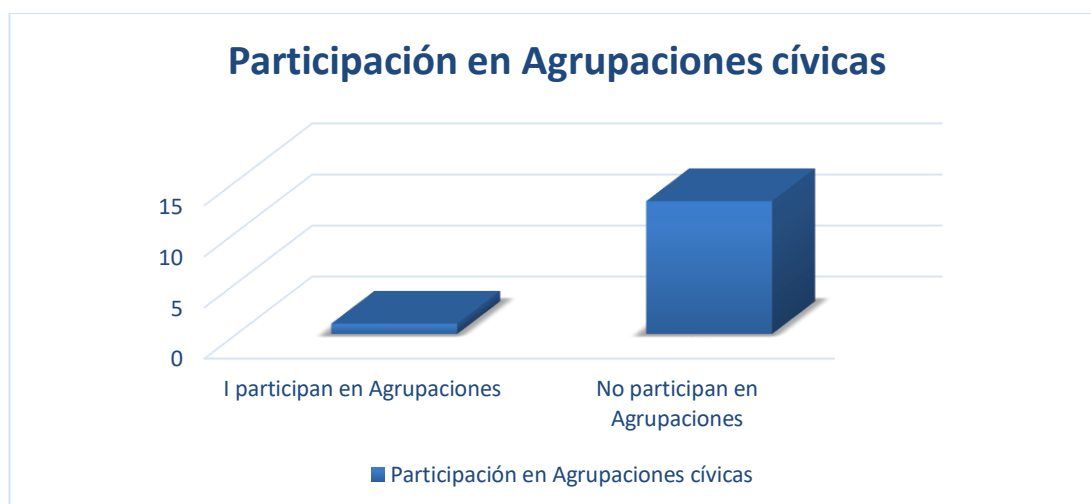 Participación en Agrupaciones cívicas
15
10
5
0
I participan en Agrupaciones
No participan en
Agrupaciones
Participación en Agrupaciones cívicas